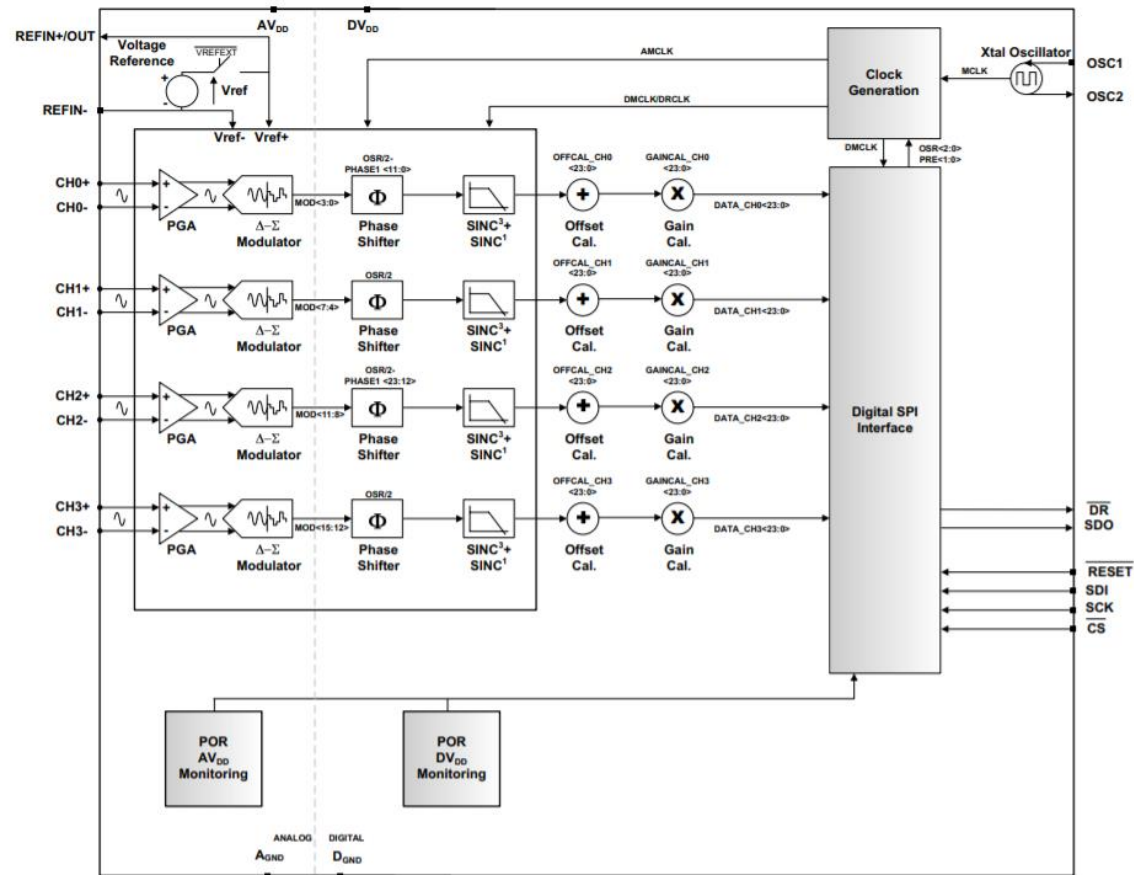 AVDD
DVDD
REFIN+/OUT
Voltage
Reference
VREFEXT
+
-
Vref
REFIN-
Vref-
Vref+
AMCLK
DMCLK/DRCLK
Clock
Generation
Xtal Oscillator
MCLK
OSC1
OSC2
DMCLK
OSR<2:0>
PRE<1:0>
CH0+
CH0-
+
-
PGA
Δ–Σ
Modulator
MOD<3:0>
OSR/2-
PHASE1 <11:0>
Φ
Phase
Shifter
SINC³+
SINC¹
OFFCAL_CH0
<23:0>
+
Offset
Cal.
GAINCAL_CH0
<23:0>
X
Gain
Cal.
DATA_CH0<23:0>
CH1+
CH1-
+
-
PGA
Δ–Σ
Modulator
MOD<7:4>
OSR/2
Φ
Phase
Shifter
SINC³+
SINC¹
OFFCAL_CH1
<23:0>
+
Offset
Cal.
GAINCAL_CH1
<23:0>
X
Gain
Cal.
DATA_CH1<23:0>
CH2+
CH2-
+
-
PGA
Δ–Σ
Modulator
MOD<11:8>
OSR/2-
PHASE1 <23:12>
Φ
Phase
Shifter
SINC³+
SINC¹
OFFCAL_CH2
<23:0>
+
Offset
Cal.
GAINCAL_CH2
<23:0>
X
Gain
Cal.
DATA_CH2<23:0>
CH3+
CH3-
+
-
PGA
Δ–Σ
Modulator
MOD<15:12>
OSR/2
Φ
Phase
Shifter
SINC³+
SINC¹
OFFCAL_CH3
<23:0>
+
Offset
Cal.
GAINCAL_CH3
<23:0>
X
Gain
Cal.
DATA_CH3<23:0>
Digital SPI
Interface
DR
SDO
RESET
SDI
SCK
CS
POR
AVDD
Monitoring
POR
DVDD
Monitoring
ANALOG
DIGITAL
AGND
DGND